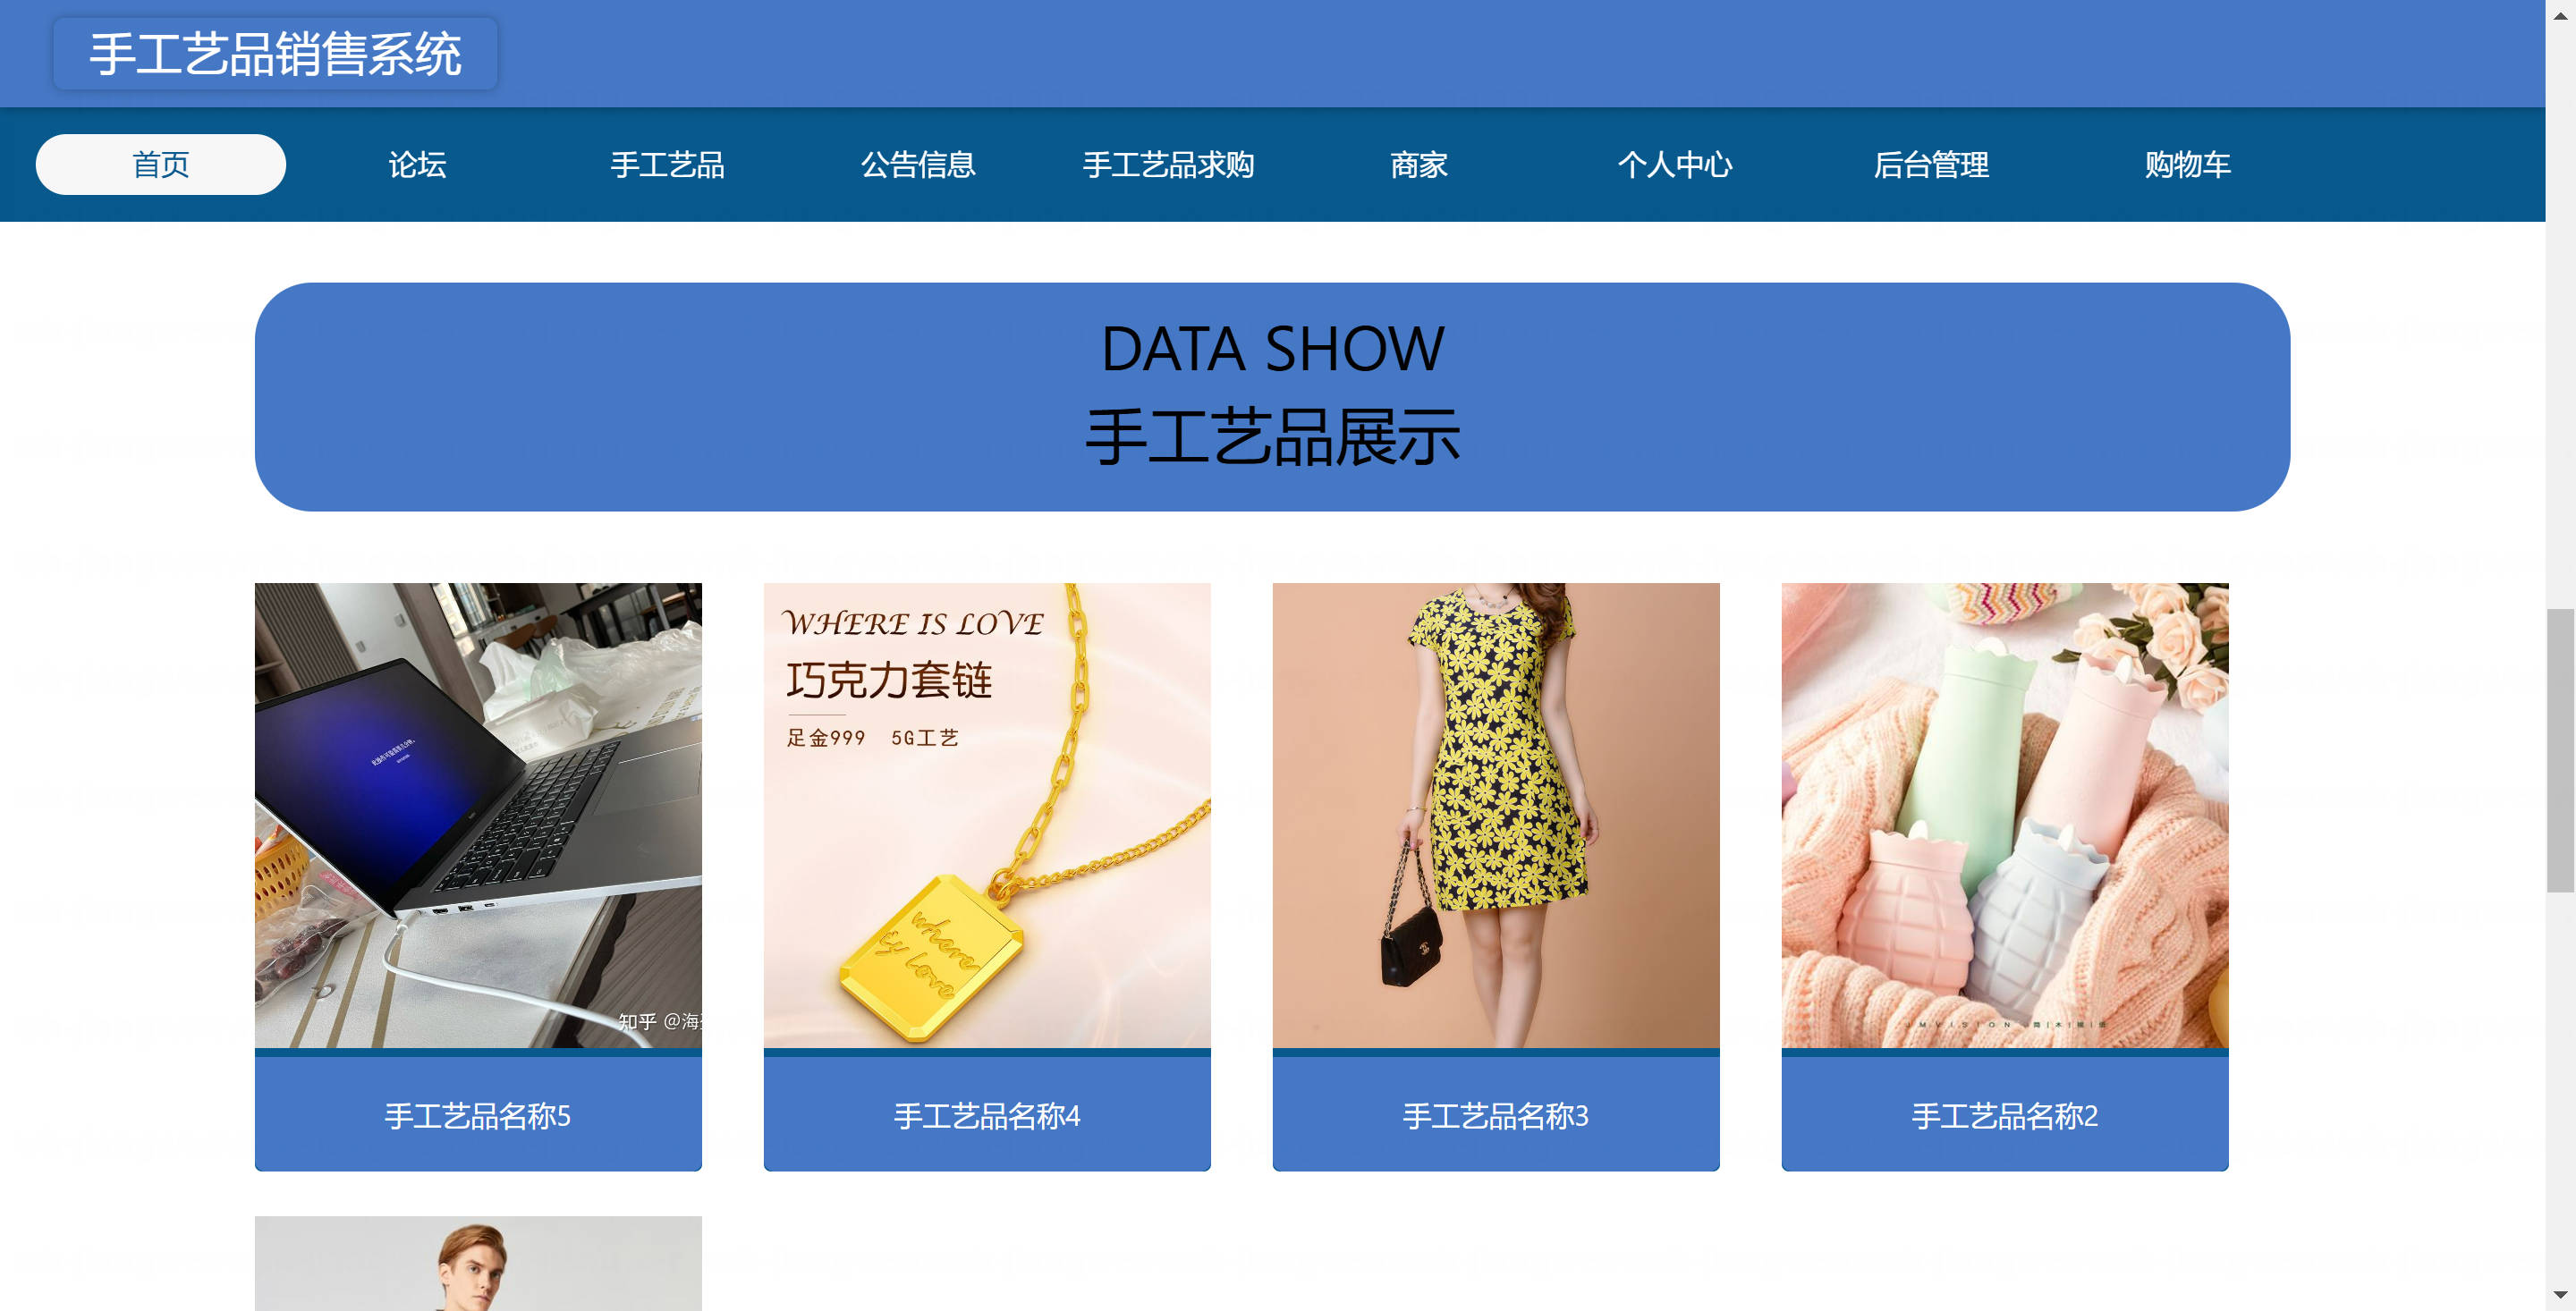 手工艺品销售系统
首页 论坛 手工艺品 公告信息 手工艺品求购 商家 个人中心 后台管理 购物车
DATA SHOW
手工艺品展示
WHERE IS LOVE
巧克力套链
足金999 5G工艺
where
love
知乎 @海
手工艺品名称5 手工艺品名称4 手工艺品名称3 手工艺品名称2